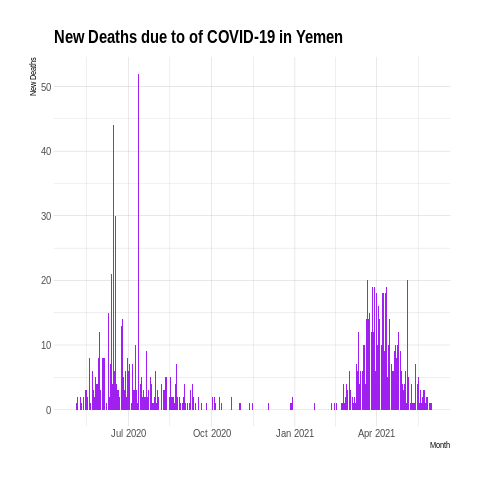 New Deaths due to of COVID-19 in Yemen
New Deaths
50
40
30
20
10
0
Jul 2020 Oct 2020 Jan 2021 Apr 2021
Month